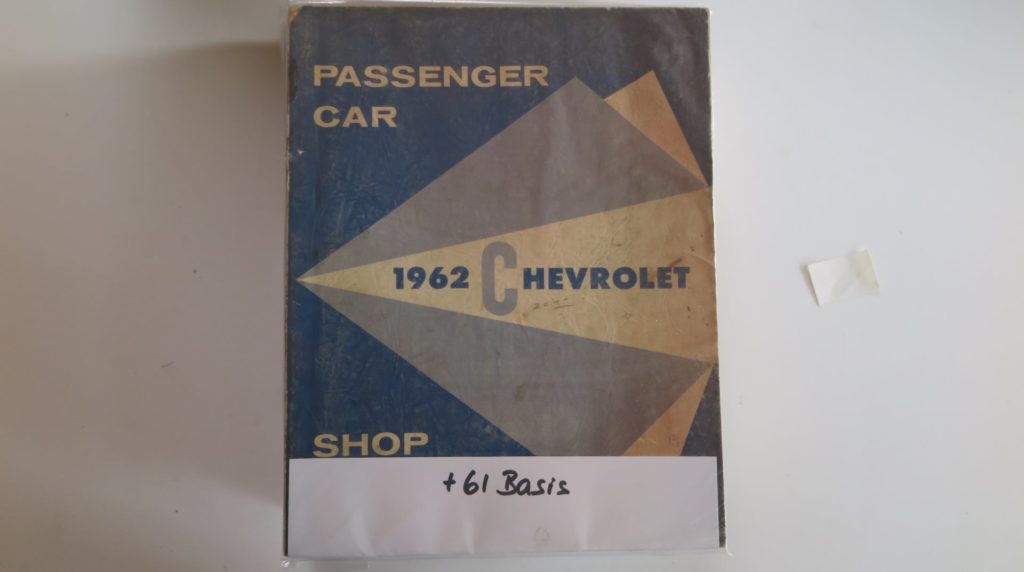 PASSENGER
CAR
1962 CHEVROLET
SHOP
+61 Basis